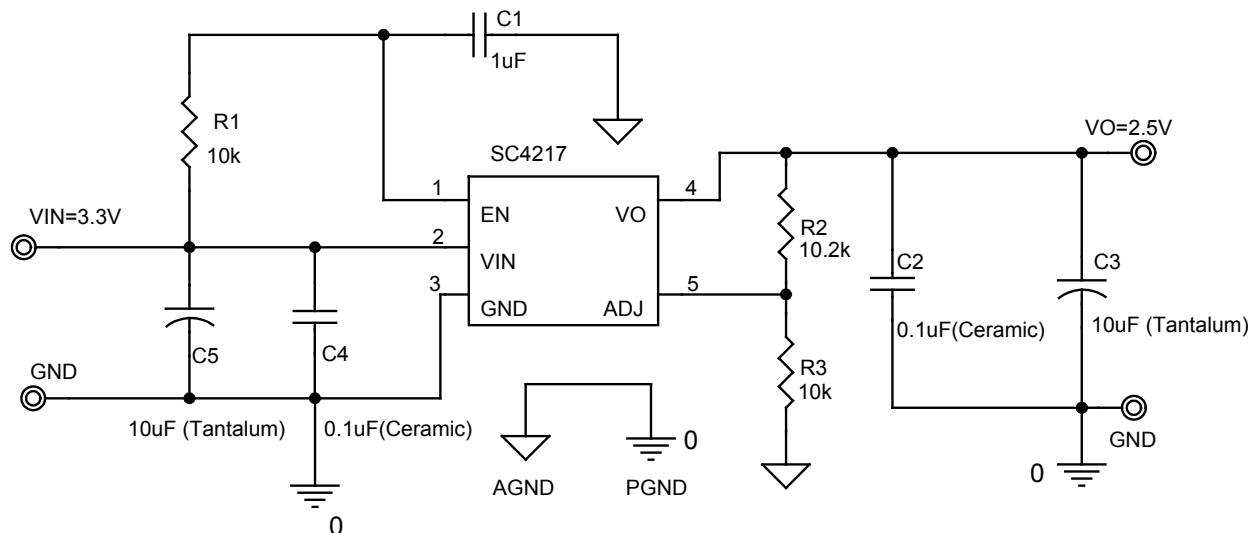 C1
1uF
R1
10k
SC4217
VO=2.5V
1
4
EN
VO
VIN=3.3V
2
R2
10.2k
VIN
C2
C3
3
5
GND
ADJ
0.1uF(Ceramic)
10uF (Tantalum)
C5
C4
GND
R3
10k
10uF (Tantalum)
0.1uF(Ceramic)
0
GND
AGND
PGND
0
0